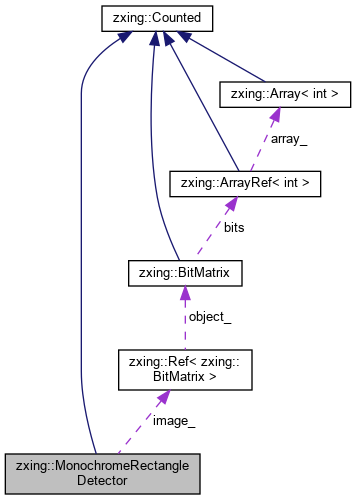 zxing::Counted
zxing::Array< int >
array_
zxing::ArrayRef< int >
bits
zxing::BitMatrix
object_
zxing::Ref< zxing::
BitMatrix >
image_
zxing::MonochromeRectangle
Detector